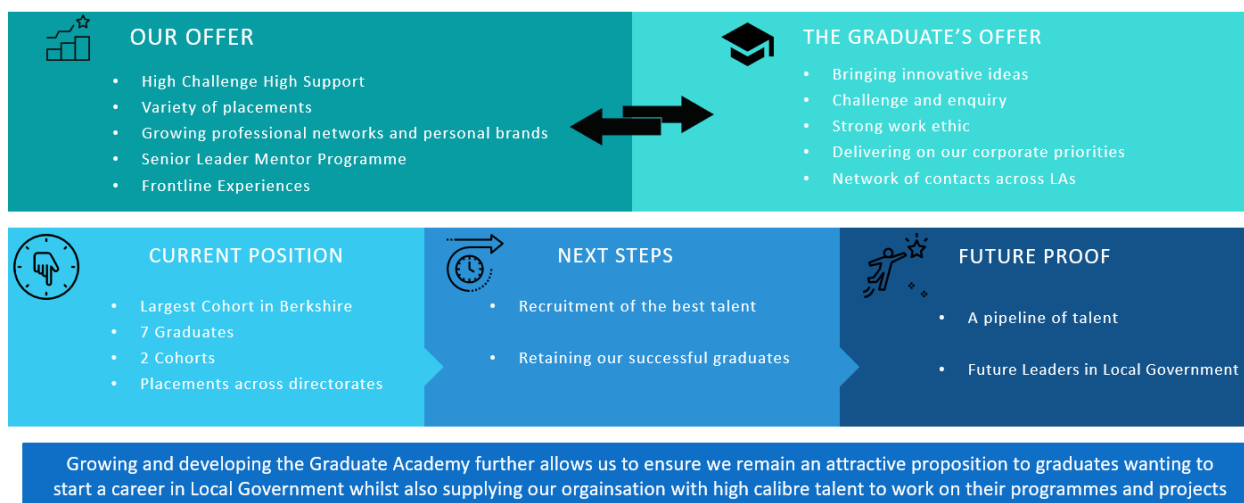 OUR OFFER
• High Challenge High Support
• Variety of placements
• Growing professional networks and personal brands
• Senior Leader Mentor Programme
• Frontline Experiences
THE GRADUATE'S OFFER
• Bringing innovative ideas
• Challenge and enquiry
• Strong work ethic
• Delivering on our corporate priorities
• Network of contacts across LAs
CURRENT POSITION
• Largest Cohort in Berkshire
• 7 Graduates
• 2 Cohorts
• Placements across directorates
NEXT STEPS
• Recruitment of the best talent
• Retaining our successful graduates
FUTURE PROOF
• A pipeline of talent
• Future Leaders in Local Government
Growing and developing the Graduate Academy further allows us to ensure we remain an attractive proposition to graduates wanting to
start a career in Local Government whilst also supplying our orgainsation with high calibre talent to work on their programmes and projects